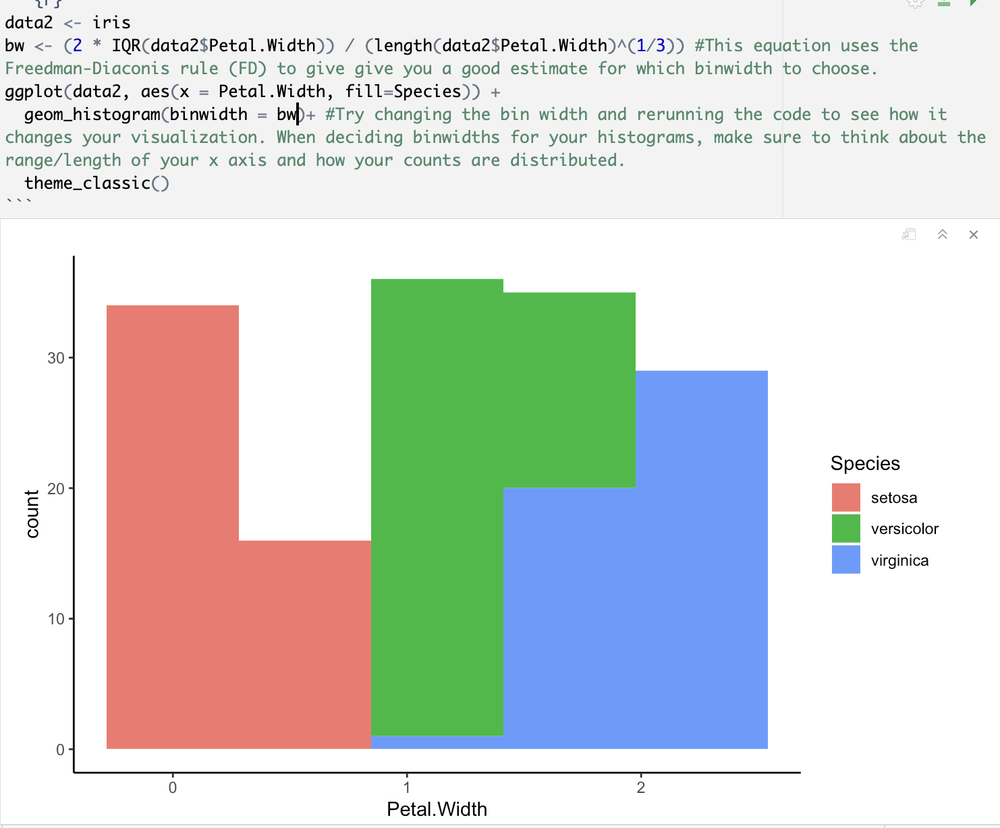 {r}
data2 <- iris
bw <- (2 * IQR(data2$Petal.Width)) / (length(data2$Petal.Width)^(1/3)) #This equation uses the
Freedman-Diaconis rule (FD) to give give you a good estimate for which binwidth to choose.
ggplot(data2, aes(x = Petal.Width, fill=Species)) +
  geom_histogram(binwidth = bw)+ #Try changing the bin width and rerunning the code to see how it
changes your visualization. When deciding binwidths for your histograms, make sure to think about the
range/length of your x axis and how your counts are distributed.
  theme_classic()
```
30
20
10
0
count
0 1 2
Petal.Width
Species
setosa
versicolor
virginica